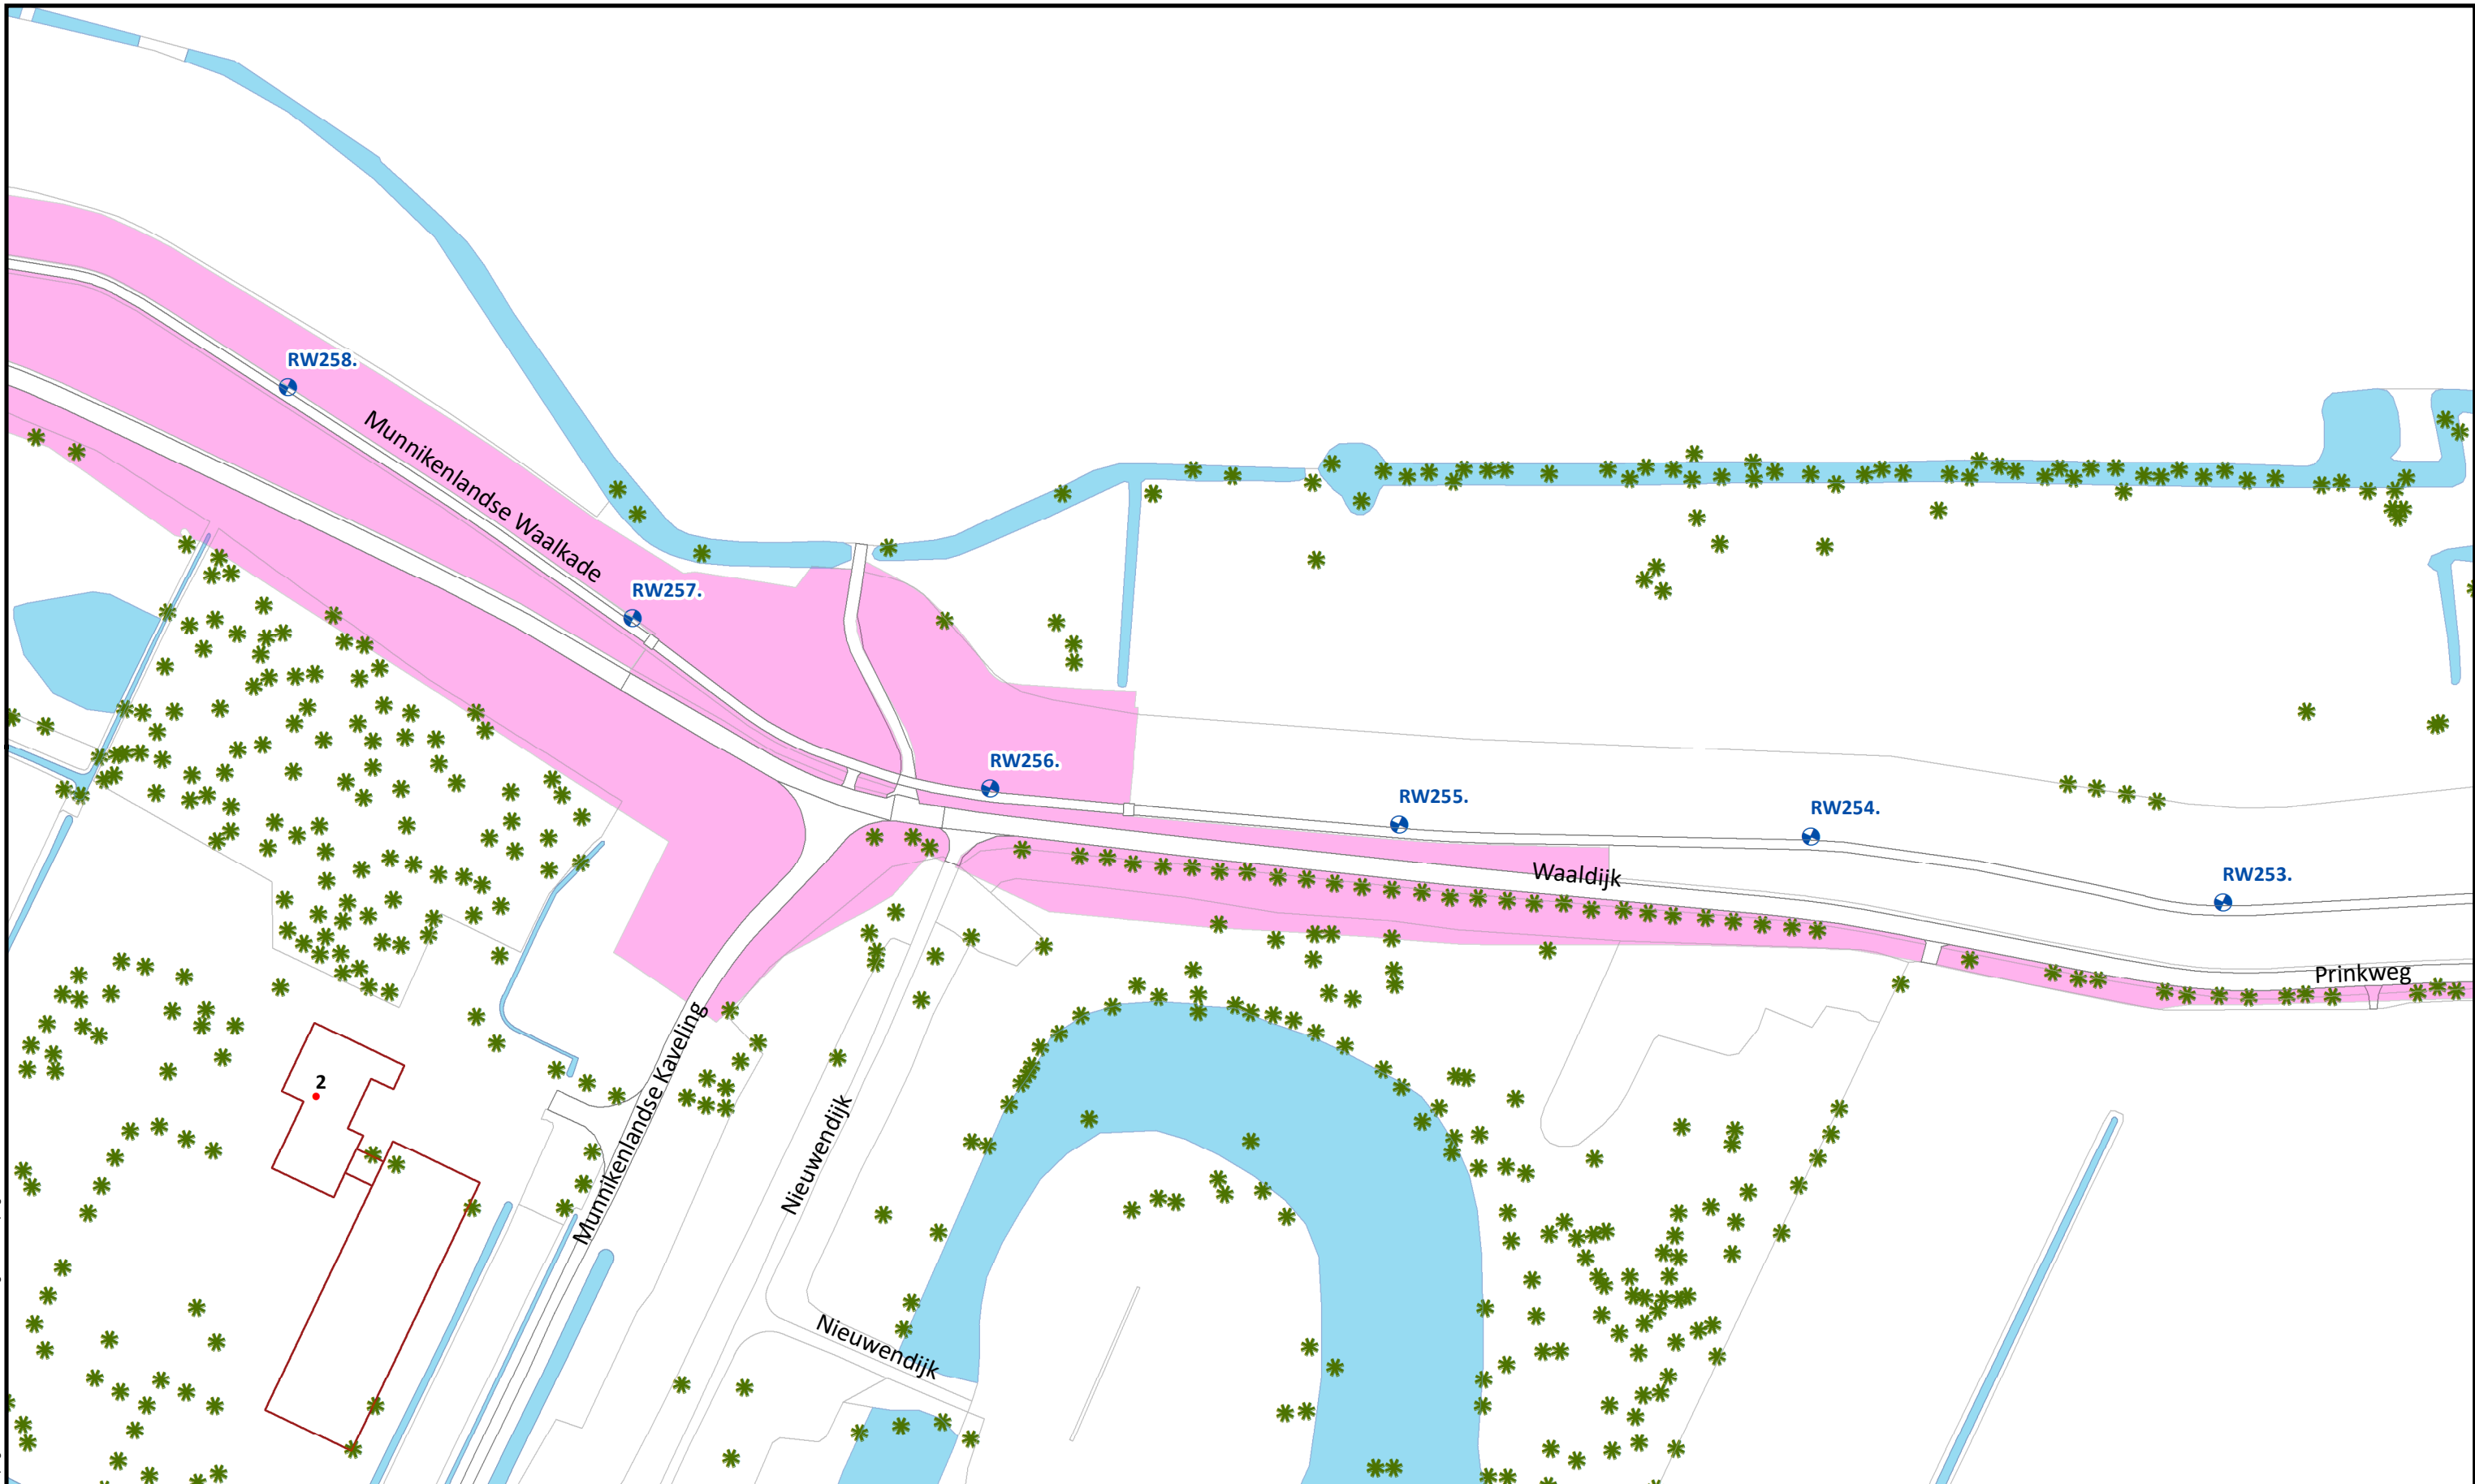 RW258.
Munnikenlandse Waalkade
RW257.
RW256.
RW255.
RW254.
RW253.
Waaldijk
Prinkweg
2
Munnikenlandse Kaveling
Nieuwendijk
Nieuwendijk